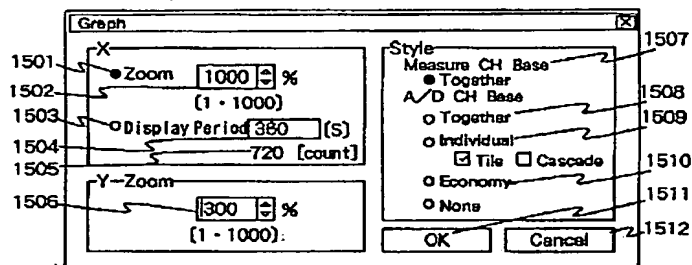 Graph
X
1501
Zoom 1000 %
1502
[1 - 1000)
1503
Display Period 360 (S)
1504
720 [count]
1505
Y-Zoom
1506
300 %
[1 - 1000):
Style
1507
Measure CH Base
Together
A/D CH Base
1508
Together
1509
Individual
Tile Cascade
1510
Economy
1511
None
OK Cancel
1512